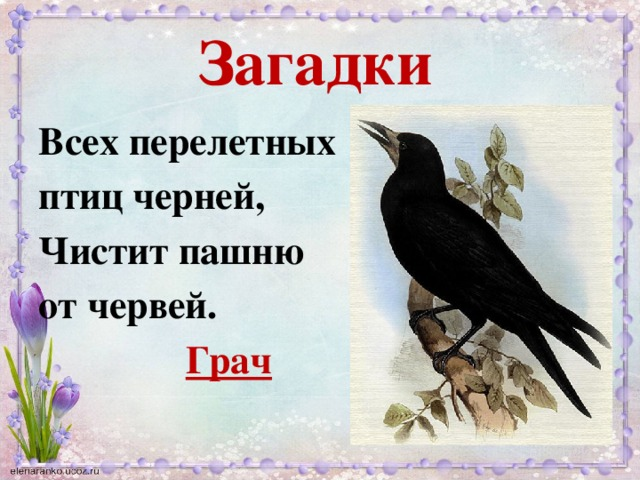 Загадки
Всех перелетных
птиц черней,
Чистит пашню
от червей.
Грач
elenaranko.ucoz.ru